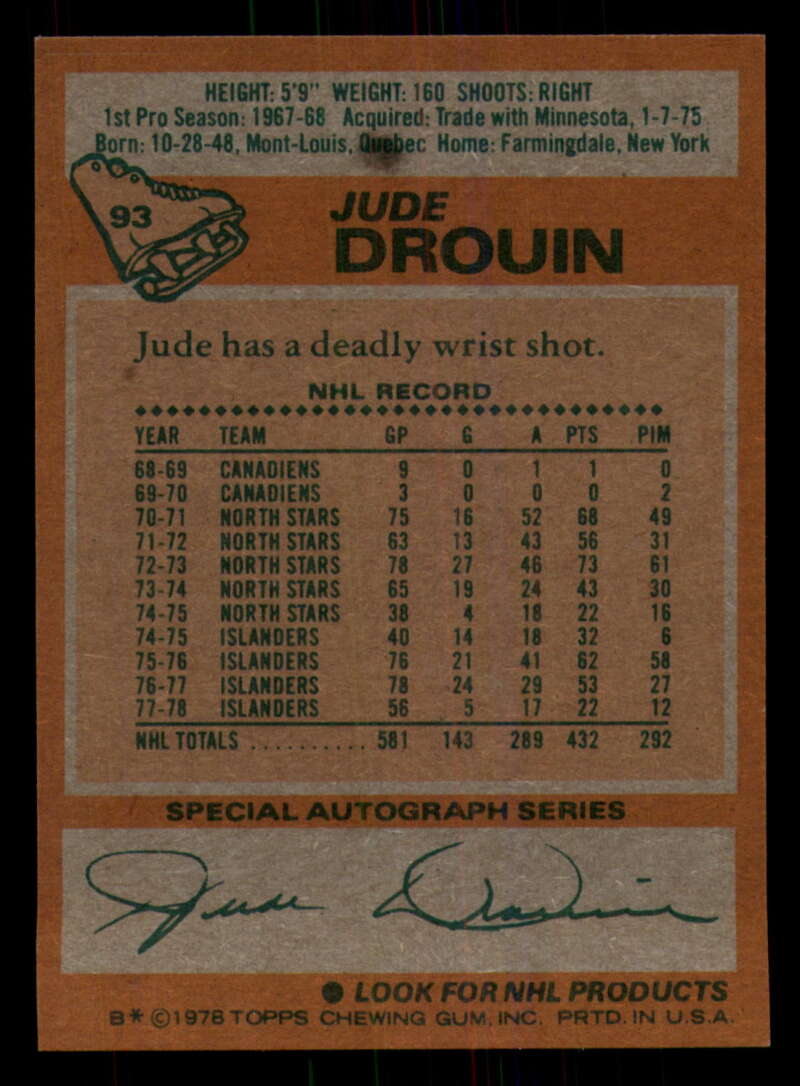 HEIGHT: 5'9" WEIGHT: 160 SHOOTS: RIGHT
1st Pro Season: 1967-68 Acquired: Trade with Minnesota, 1-7-75
Born: 10-28-48, Mont-Louis, Quebec Home: Farmingdale, New York
93
JUDE
DROUIN
Jude has a deadly wrist shot.
NHL RECORD
YEAR TEAM GP G A PTS PIM
68-69 CANADIENS 9 0 1 1 0
69-70 CANADIENS 3 0 0 0 2
70-71 NORTH STARS 75 16 52 68 49
71-72 NORTH STARS 63 13 43 56 31
72-73 NORTH STARS 78 27 46 73 61
73-74 NORTH STARS 65 19 24 43 30
74-75 NORTH STARS 38 4 18 22 16
74-75 ISLANDERS 40 14 18 32 6
75-76 ISLANDERS 76 21 41 62 58
76-77 ISLANDERS 78 24 29 53 27
77-78 ISLANDERS 56 5 17 22 12
NHL TOTALS .......... 581 143 289 432 292
SPECIAL AUTOGRAPH SERIES
Jude Drouin
● LOOK FOR NHL PRODUCTS
B* ©1978 TOPPS CHEWING GUM, INC. PRTD. IN U.S.A.